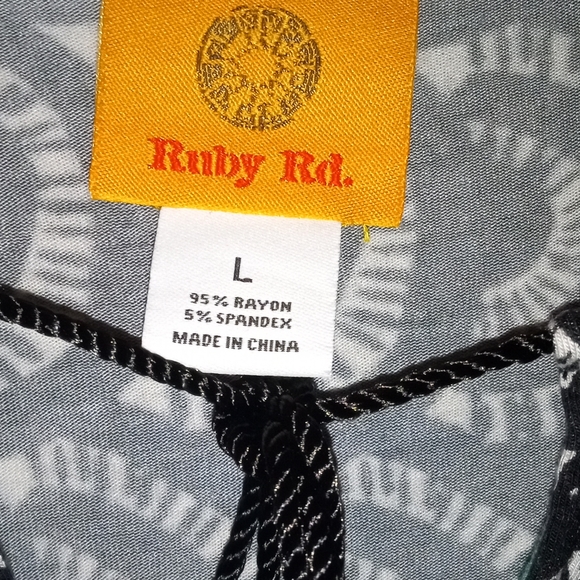 Ruby Rd.
L
95% RAYON
5% SPANDEX
MADE IN CHINA